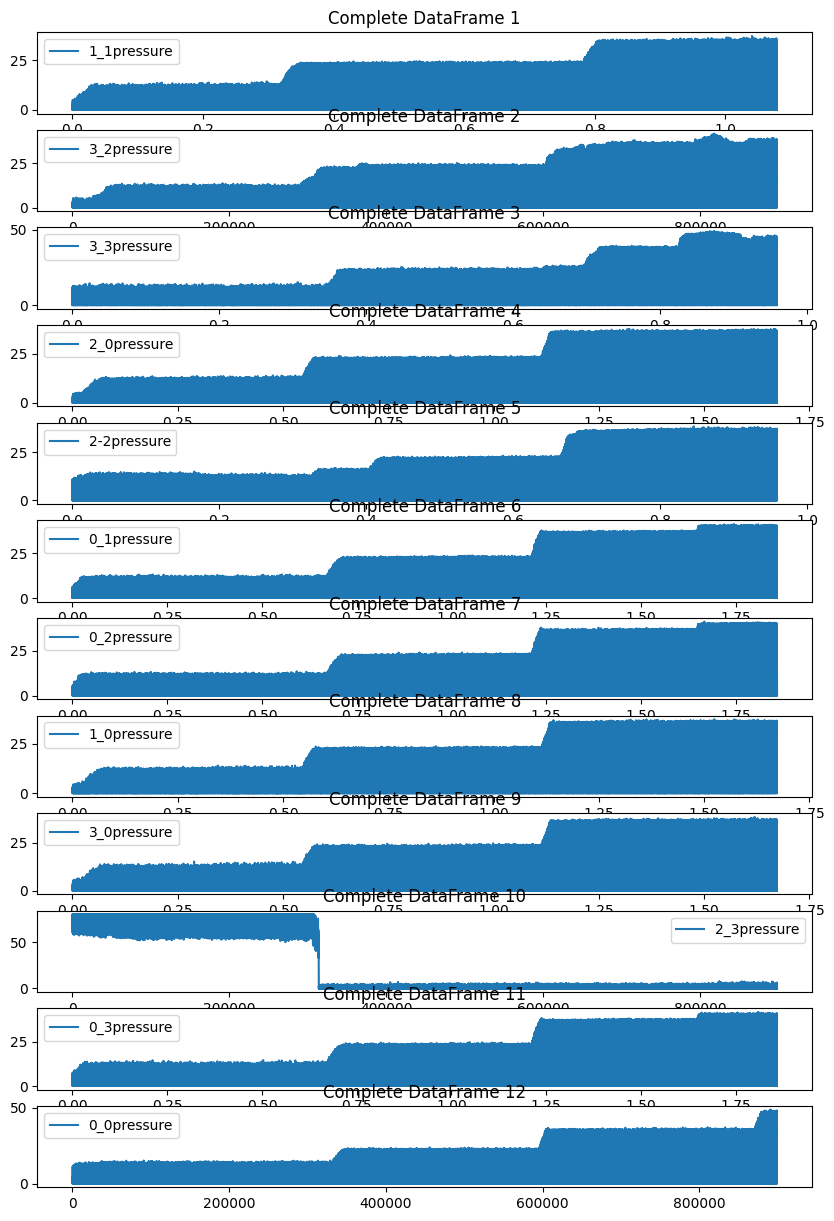 Complete DataFrame 1
25
0
1_1pressure
0.0 0.2 0.4 0.6 0.8 1.0
Complete DataFrame 2
25
0
3_2pressure
0 200000 400000 600000 800000
Complete DataFrame 3
50
25
0
3_3pressure
0.0 0.2 0.4 0.6 0.8 1.0
Complete DataFrame 4
25
0
2_0pressure
0.00 0.25 0.50 0.75 1.00 1.25 1.50 1.75
Complete DataFrame 5
25
0
2-2pressure
0.0 0.2 0.4 0.6 0.8 1.0
Complete DataFrame 6
25
0
0_1pressure
0.00 0.25 0.50 0.75 1.00 1.25 1.50 1.75
Complete DataFrame 7
25
0
0_2pressure
0.00 0.25 0.50 0.75 1.00 1.25 1.50 1.75
Complete DataFrame 8
25
0
1_0pressure
0.00 0.25 0.50 0.75 1.00 1.25 1.50 1.75
Complete DataFrame 9
25
0
3_0pressure
0.00 0.25 0.50 0.75 1.00 1.25 1.50 1.75
Complete DataFrame 10
50
0
2_3pressure
0 200000 400000 600000 800000
Complete DataFrame 11
25
0
0_3pressure
0.00 0.25 0.50 0.75 1.00 1.25 1.50 1.75
Complete DataFrame 12
50
25
0
0_0pressure
0 200000 400000 600000 800000